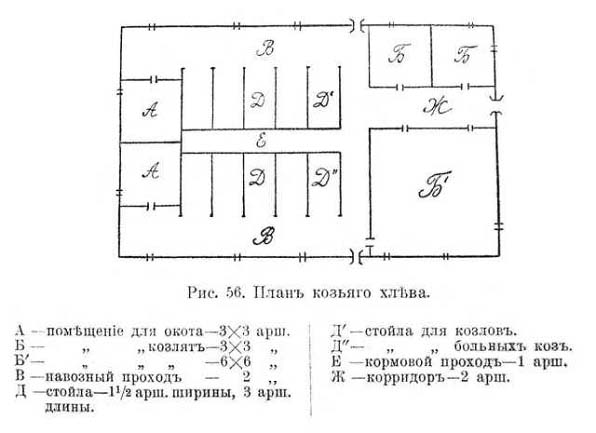 В
Б
Б
А
Д
Д'
Ж
Е
А
Д
Д"
Б'
В
Рис. 56. Планъ козьяго хлѣва.
А —помѣщеніе для окота—3×3 арш.
Б — „ „ козлятъ—3×3 „
Б' — „ „ „ —6×6 „
В —навозный проходъ — 2 „
Д —стойла—1½ арш. ширины, 3 арш.
длины.
Д'—стойла для козловъ.
Д"— „ „ больныхъ козъ.
Е —кормовой проходъ—1 арш.
Ж —корридоръ—2 арш.